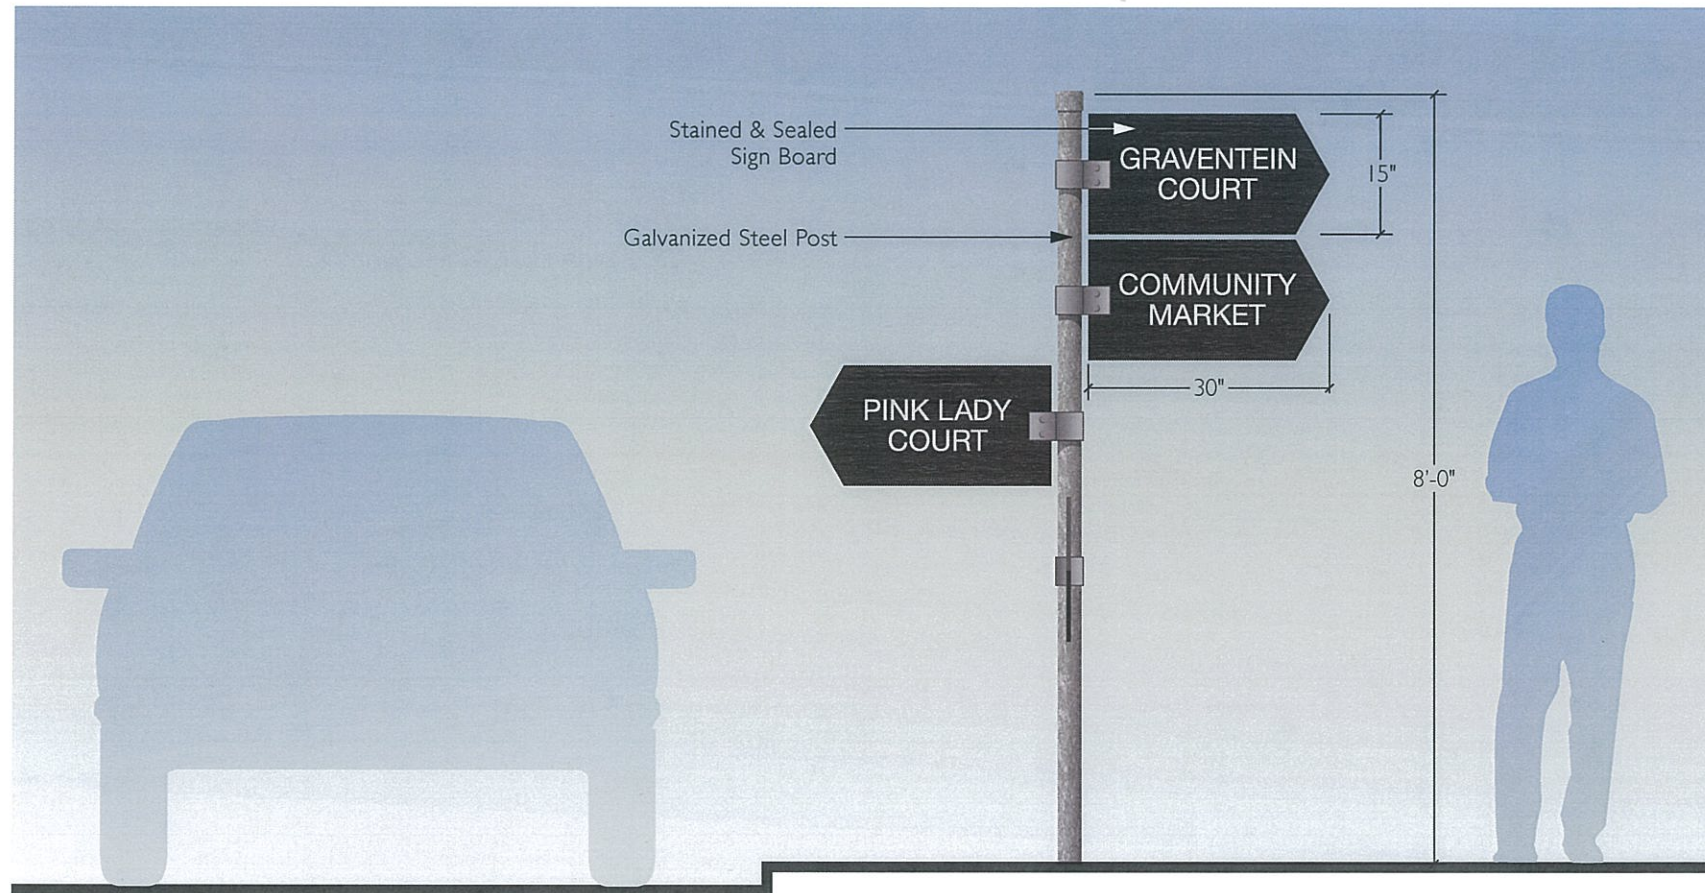 Stained & Sealed
Sign Board
GRAVENTEIN
COURT
15"
Galvanized Steel Post
COMMUNITY
MARKET
30"
PINK LADY
COURT
8'-0"